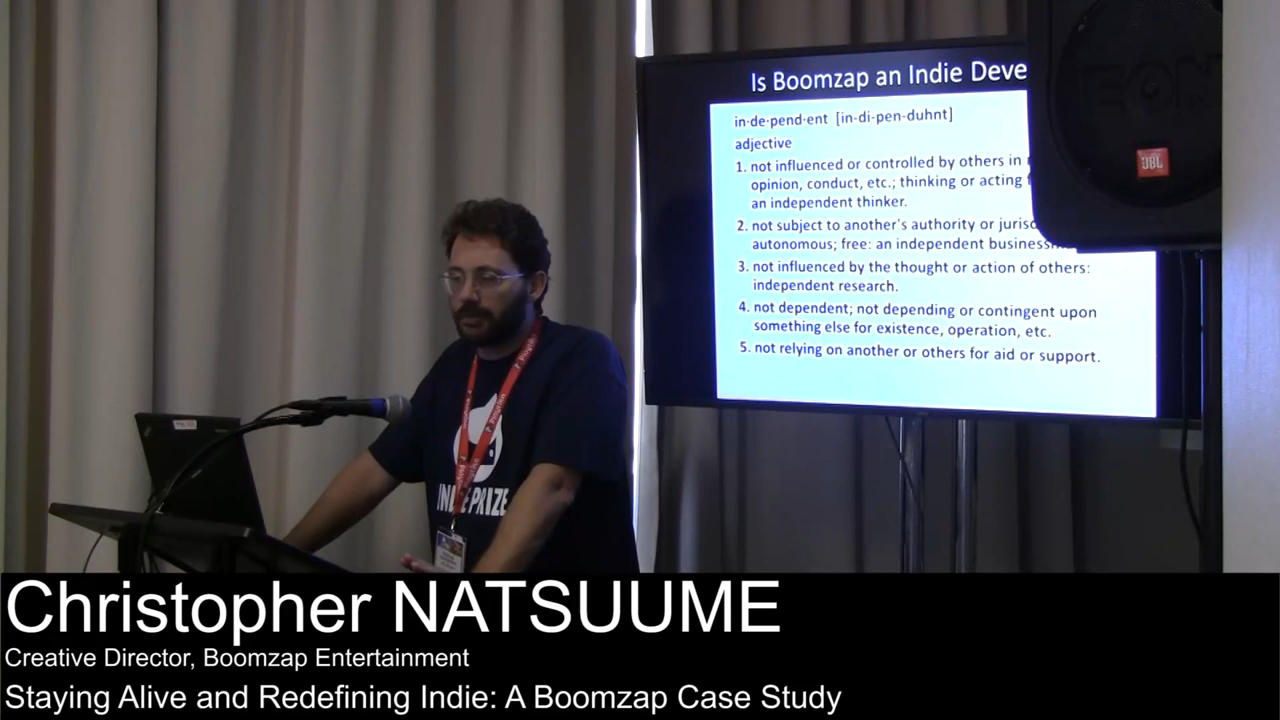 Is Boomzap an Indie Deve
in·de·pend·ent [in-di-pen-duhnt]
adjective
1. not influenced or controlled by others in
opinion, conduct, etc.; thinking or acting
an independent thinker.
2. not subject to another's authority or juris
autonomous; free: an independent business
3. not influenced by the thought or action of others:
independent research.
4. not dependent; not depending or contingent upon
something else for existence, operation, etc.
5. not relying on another or others for aid or support.
JBL
EON
INDIE PRIZE
Christopher NATSUUME
Creative Director, Boomzap Entertainment
Staying Alive and Redefining Indie: A Boomzap Case Study